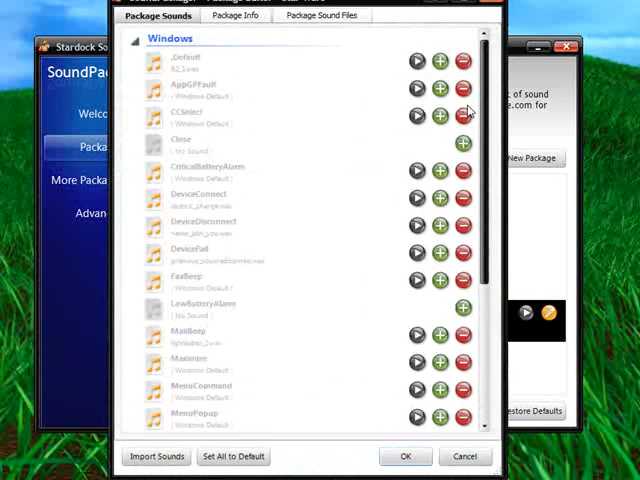 Package Sounds
Package Info
Package Sound Files
Stardock So
SoundPac
Welco
Packa
More Packa
Advan
Windows
.Default
R2_1.wav
AppGPFault
( Windows Default )
CCSelect
( Windows Default )
Close
( No Sound )
CriticalBatteryAlarm
( Windows Default )
DeviceConnect
DeviceDisconnect
DeviceFail
FaxBeep
( Windows Default )
LowBatteryAlarm
( No Sound )
MailBeep
Maximize
( Windows Default )
MenuCommand
( Windows Default )
MenuPopup
( Windows Default )
of sound
e.com for
New Package
estore Defaults
Import Sounds
Set All to Default
OK
Cancel